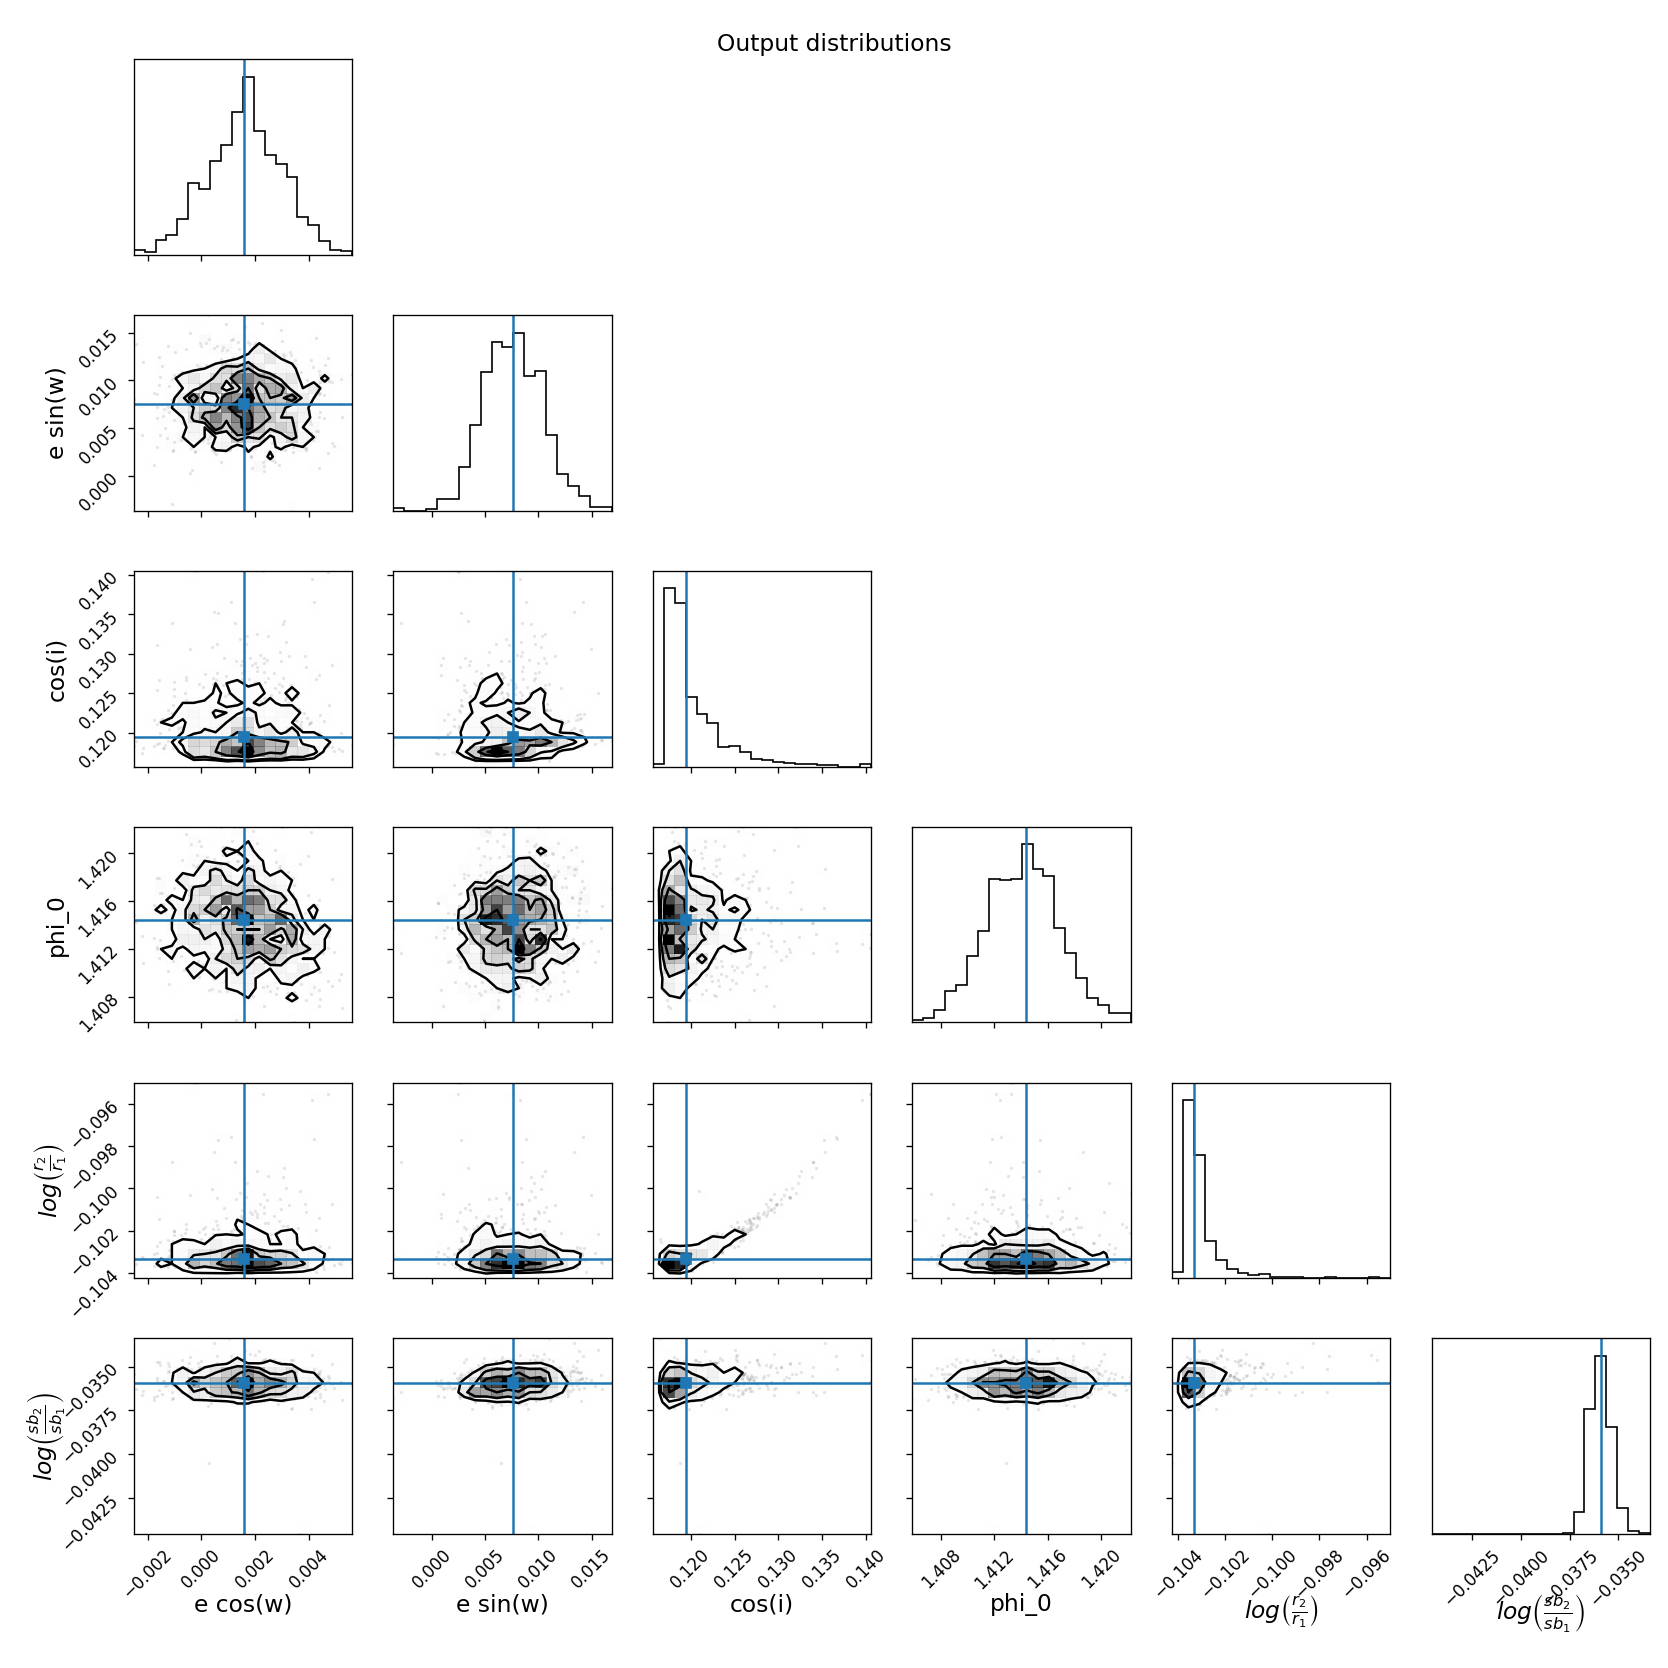 Output distributions
e sin(w)
0.015
0.010
0.005
0.000
cos(i)
0.140
0.135
0.130
0.125
0.120
phi_0
1.420
1.416
1.412
1.408
log(r₂/r₁)
−0.096
−0.098
−0.100
−0.102
−0.104
log(sb₂/sb₁)
−0.0350
−0.0375
−0.0400
−0.0425
−0.002 0.000 0.002 0.004
0.000 0.005 0.010 0.015
0.120 0.125 0.130 0.135 0.140
1.408 1.412 1.416 1.420
−0.104 −0.102 −0.100 −0.098 −0.096
−0.0425 −0.0400 −0.0375 −0.0350
e cos(w)
e sin(w)
cos(i)
phi_0
log(r₂/r₁)
log(sb₂/sb₁)